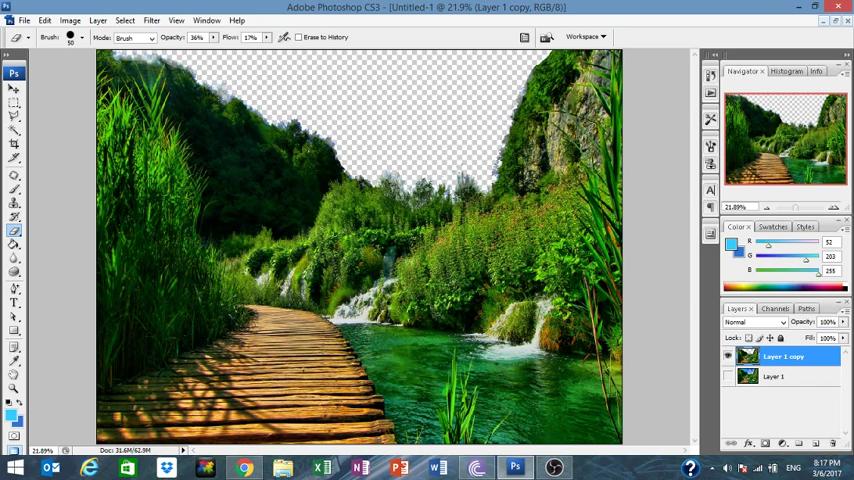 Adobe Photoshop CS3 - [Untitled-1 @ 21.9% (Layer 1 copy, RGB/8)]
File Edit Image Layer Select Filter Analysis View Window Help
Brush: 50 Mode: Brush Opacity: 36% Flow: 17% Erase to History Workspace
Ps
Navigator × Histogram Info
21.89%
Color × Swatches Styles
R 52
G 203
B 255
Layers × Channels Paths
Normal Opacity: 100%
Lock: Fill: 100%
Layer 1 copy
Layer 1
21.89% Doc: 31.6M/62.9M
ENG 8:17 PM
3/6/2017